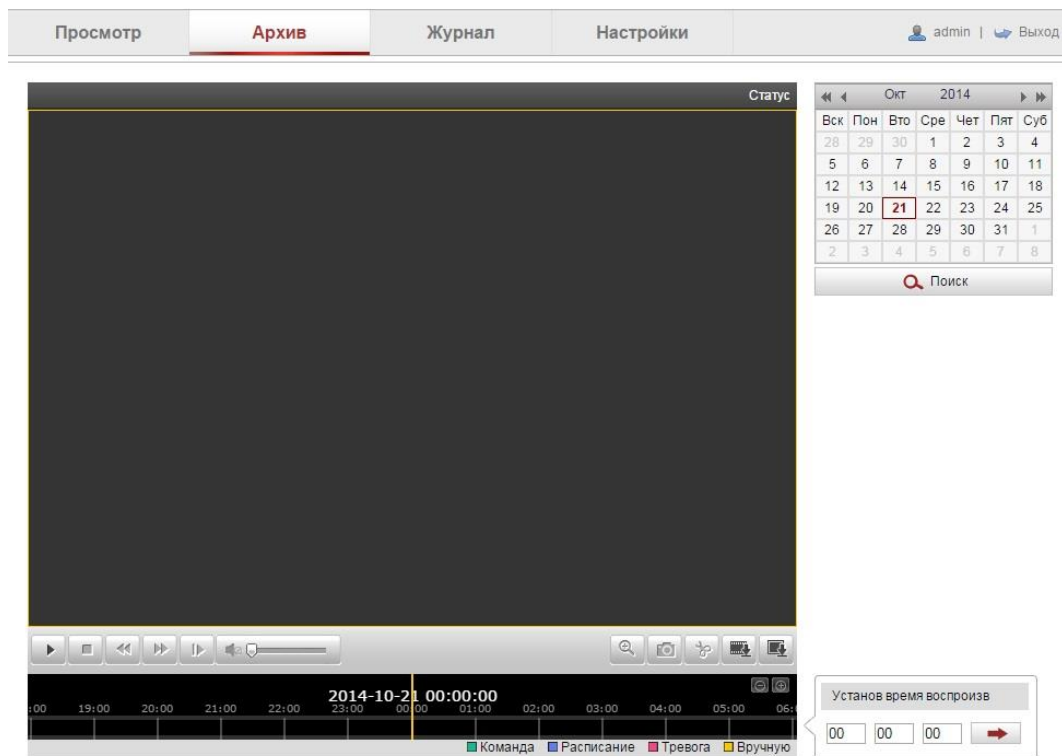 Просмотр Архив Журнал Настройки admin | Выход
Статус
Окт 2014
Вск Пон Вто Сре Чет Пят Суб
28 29 30 1 2 3 4
5 6 7 8 9 10 11
12 13 14 15 16 17 18
19 20 21 22 23 24 25
26 27 28 29 30 31 1
2 3 4 5 6 7 8
Поиск
2014-10-21 00:00:00
:00 19:00 20:00 21:00 22:00 23:00 00:00 01:00 02:00 03:00 04:00 05:00 06:
Команда Расписание Тревога Вручную
Установ время воспроизв
00 00 00